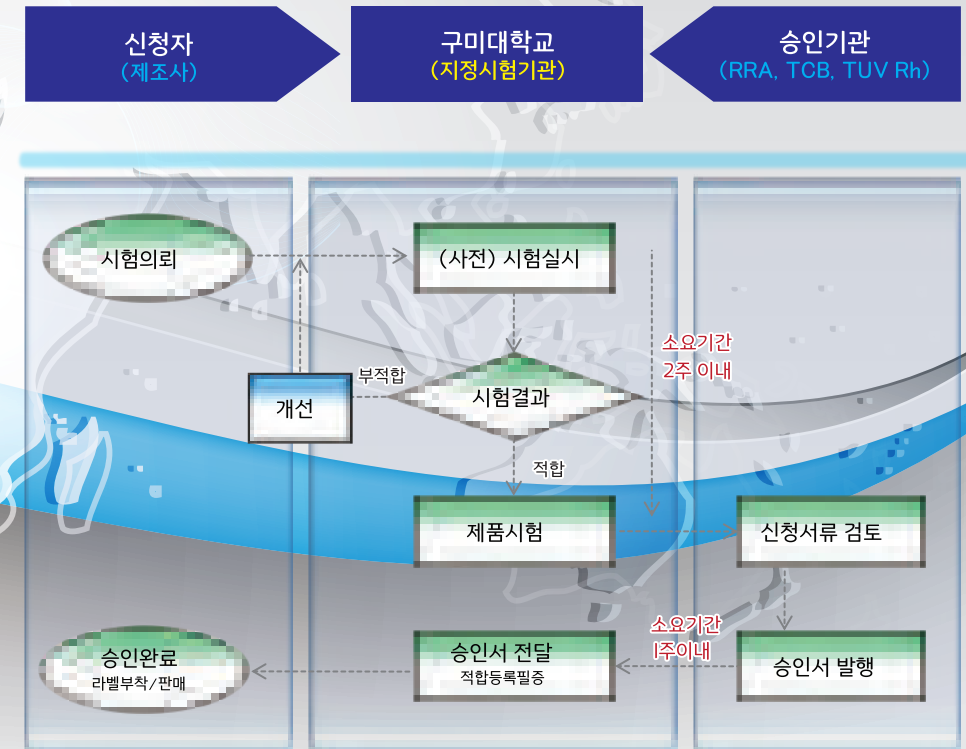 신청자
(제조사)
구미대학교
(지정시험기관)
승인기관
(RRA, TCB, TUV Rh)
시험의뢰
(사전) 시험실시
소요기간
2주 이내
부적합
개선
시험결과
적합
제품시험
신청서류 검토
소요기간
1주이내
승인완료
라벨부착/판매
승인서 전달
적합등록필증
승인서 발행